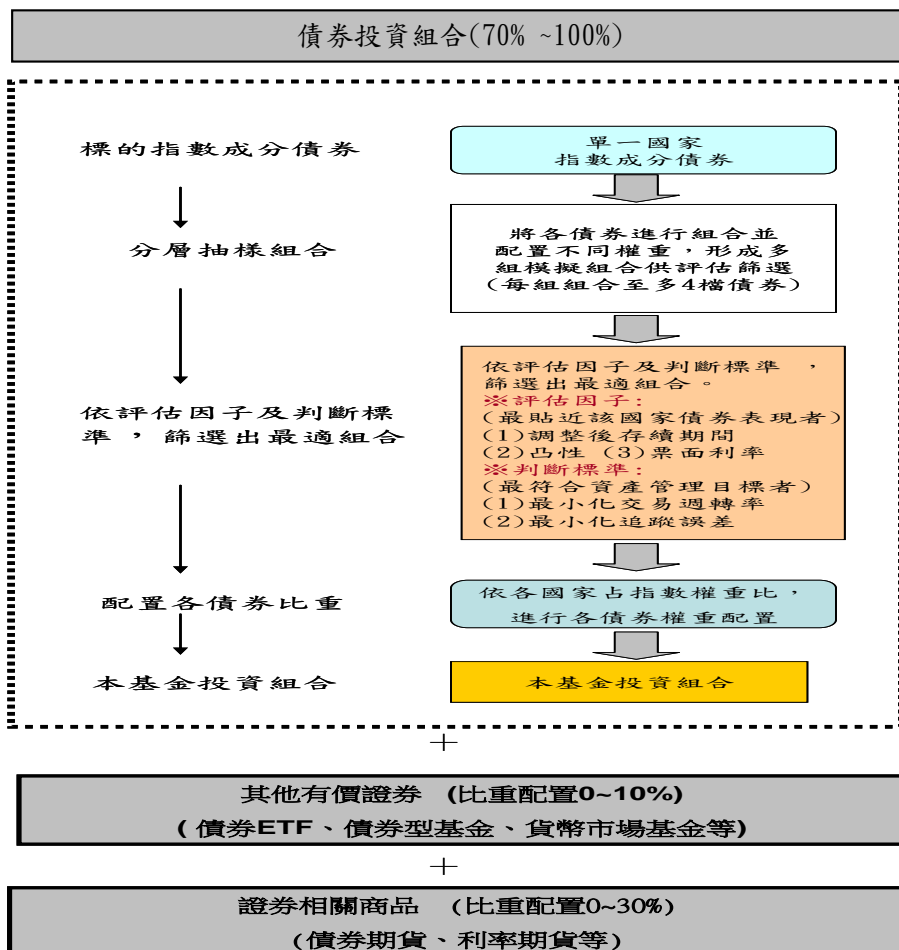 債券投資組合(70% ~100%)
標的指數成分債券
單一國家
指數成分債券
分層抽樣組合
將各債券進行組合並
配置不同權重，形成多
組模擬組合供評估篩選
(每組組合至多4檔債券)
依評估因子及判斷標
準 ， 篩選出最適組合
依評估因子及判斷標準 ，
篩選出最適組合。
※評估因子:
(最貼近該國家債券表現者)
(1)調整後存續期間
(2)凸性 (3)票面利率
※判斷標準:
(最符合資產管理目標者)
(1)最小化交易週轉率
(2)最小化追蹤誤差
配置各債券比重
依各國家占指數權重比，
進行各債券權重配置
本基金投資組合
本基金投資組合
+
其他有價證券 (比重配置0~10%)
( 債券ETF、債券型基金、貨幣市場基金等)
+
證券相關商品 (比重配置0~30%)
(債券期貨、利率期貨等)